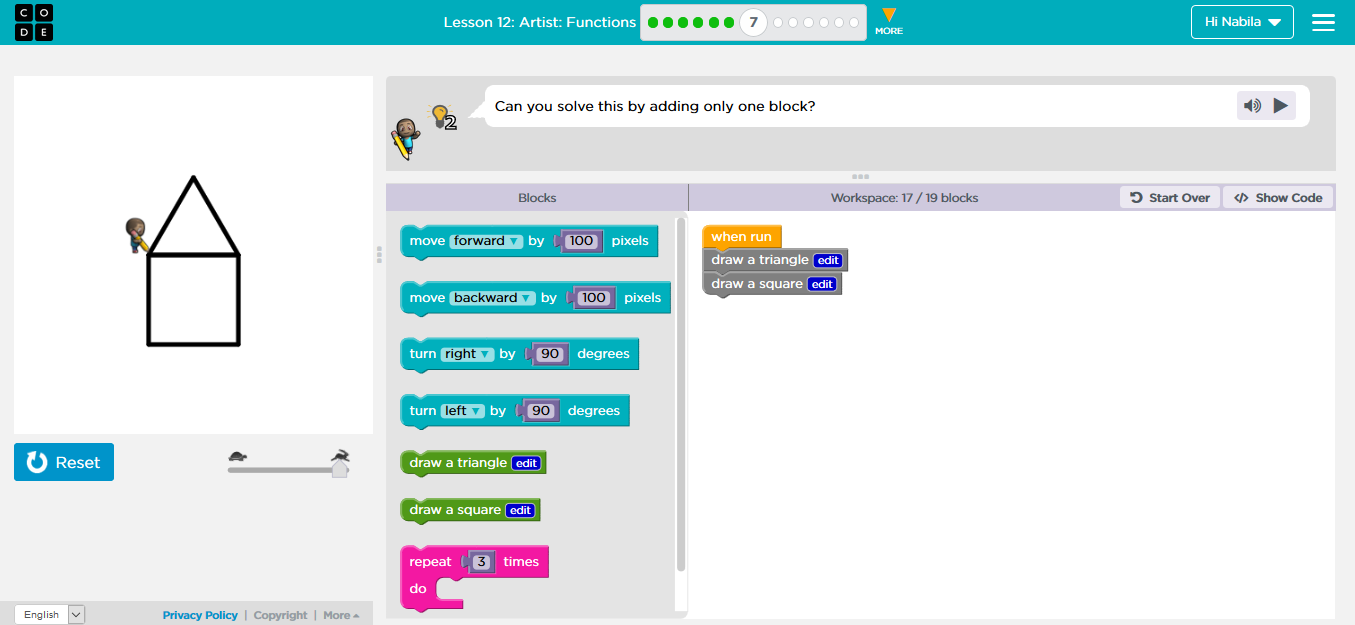 C O
D E
Lesson 12: Artist: Functions
7
MORE
Hi Nabila
2
Can you solve this by adding only one block?
Blocks
Workspace: 17 / 19 blocks
Start Over
Show Code
move forward by 100 pixels
move backward by 100 pixels
turn right by 90 degrees
turn left by 90 degrees
draw a triangle edit
draw a square edit
repeat 3 times
do
when run
draw a triangle edit
draw a square edit
Reset
English
Privacy Policy | Copyright | More